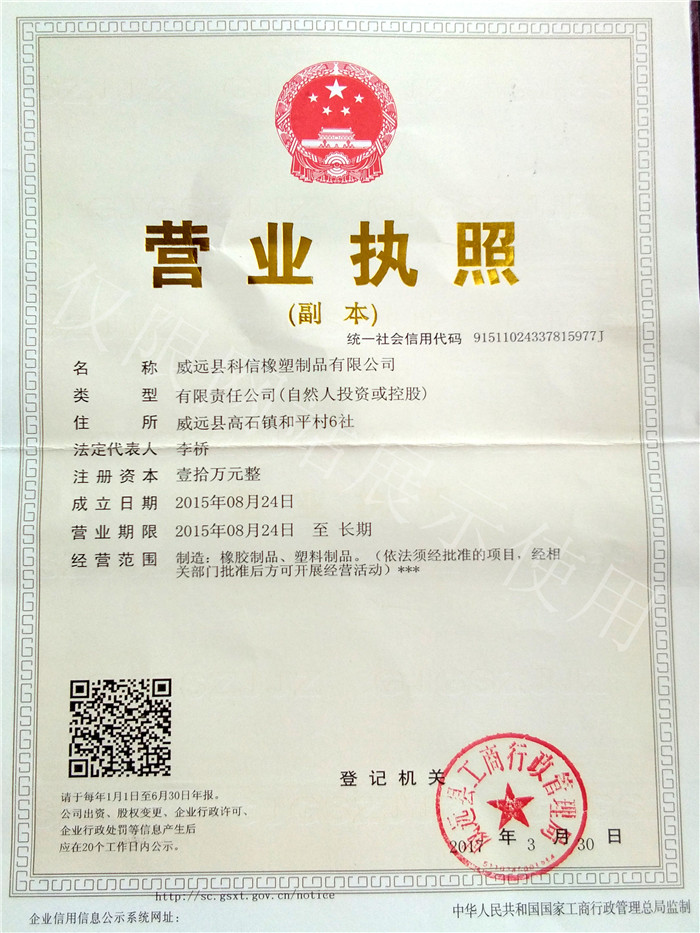 营业执照
(副 本)
统一社会信用代码 91511024337815977J
名 称 威远县科信橡塑制品有限公司
类 型 有限责任公司(自然人投资或控股)
住 所 威远县高石镇和平村6社
法定代表人 李桥
注册资本 壹拾万元整
成立日期 2015年08月24日
营业期限 2015年08月24日 至 长期
经营范围 制造：橡胶制品、塑料制品。（依法须经批准的项目，经相
关部门批准后方可开展经营活动）***
仅限网站展示使用
请于每年1月1日至6月30日年报。
公司出资、股权变更、企业行政许可、
企业行政处罚等信息产生后
应在20个工作日内公示。
登记机关
威远县工商行政管理局
2017 年 3 月 30 日
http://sc.gsxt.gov.cn/notice
企业信用信息公示系统网址：
中华人民共和国国家工商行政管理总局监制